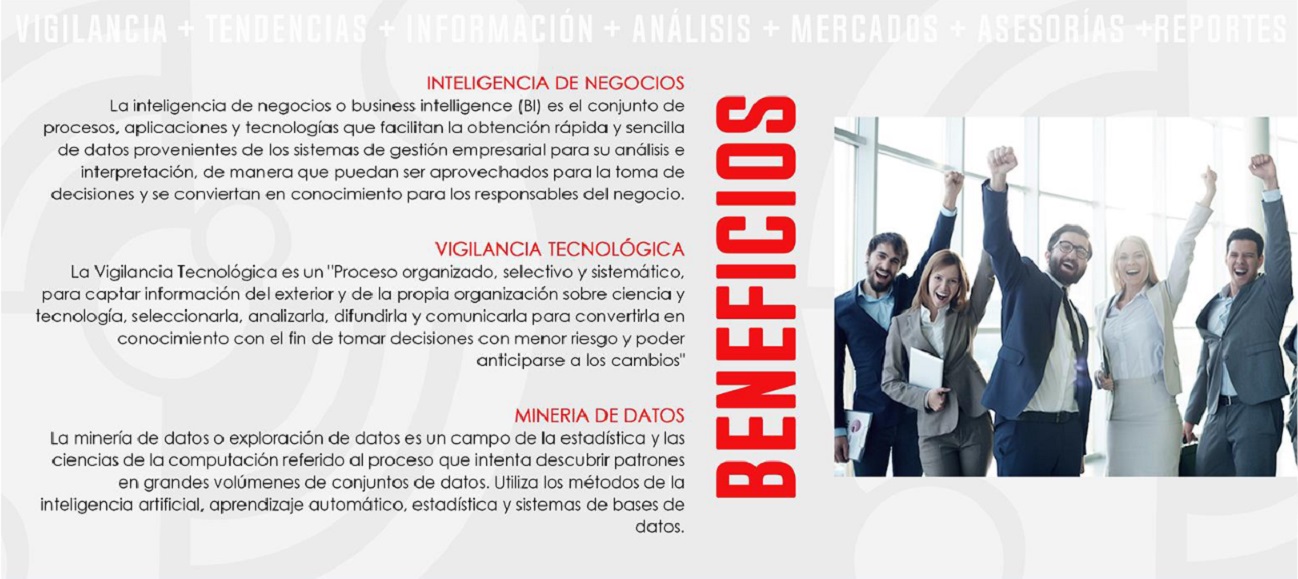 VIGILANCIA + TENDENCIAS + INFORMACIÓN + ANÁLISIS + MERCADOS + ASESORÍAS +REPORTES
INTELIGENCIA DE NEGOCIOS
La inteligencia de negocios o business intelligence (BI) es el conjunto de
procesos, aplicaciones y tecnologías que facilitan la obtención rápida y sencilla
de datos provenientes de los sistemas de gestión empresarial para su análisis e
interpretación, de manera que puedan ser aprovechados para la toma de
decisiones y se conviertan en conocimiento para los responsables del negocio.
VIGILANCIA TECNOLÓGICA
La Vigilancia Tecnológica es un "Proceso organizado, selectivo y sistemático,
para captar información del exterior y de la propia organización sobre ciencia y
tecnología, seleccionarla, analizarla, difundirla y comunicarla para convertirla en
conocimiento con el fin de tomar decisiones con menor riesgo y poder
anticiparse a los cambios"
MINERIA DE DATOS
La minería de datos o exploración de datos es un campo de la estadística y las
ciencias de la computación referido al proceso que intenta descubrir patrones
en grandes volúmenes de conjuntos de datos. Utiliza los métodos de la
inteligencia artificial, aprendizaje automático, estadística y sistemas de bases de
datos.
BENEFICIOS